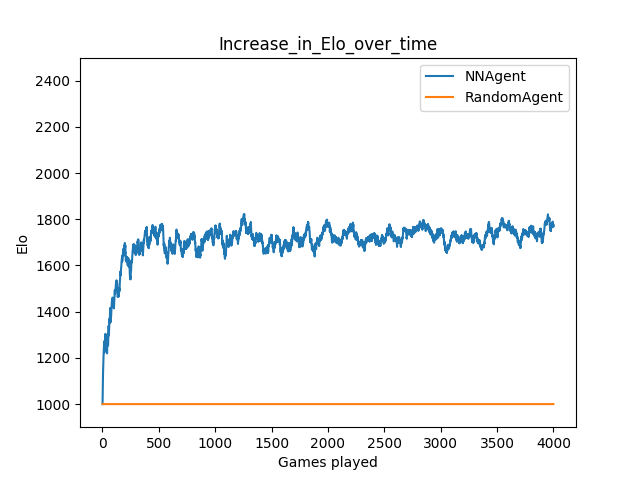 Increase_in_Elo_over_time
NNAgent
RandomAgent
2400
2200
2000
1800
1600
1400
1200
1000
Elo
0 500 1000 1500 2000 2500 3000 3500 4000
Games played